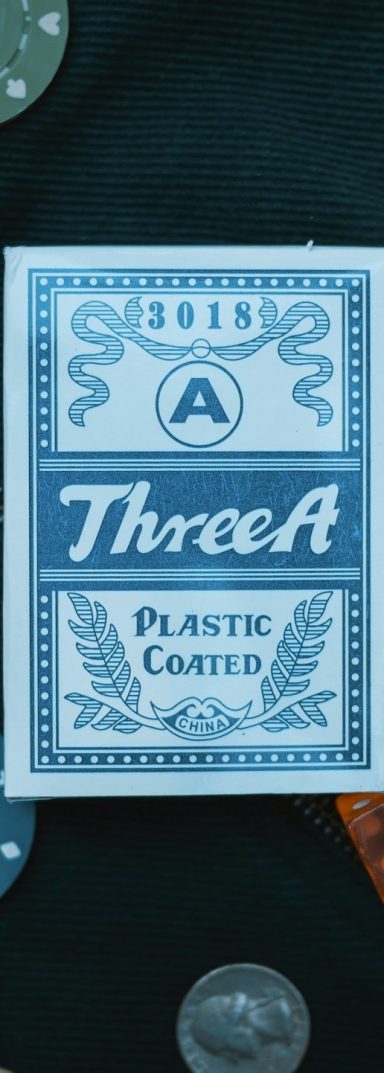 3018
A
ThreeA
PLASTIC
COATED
CHINA